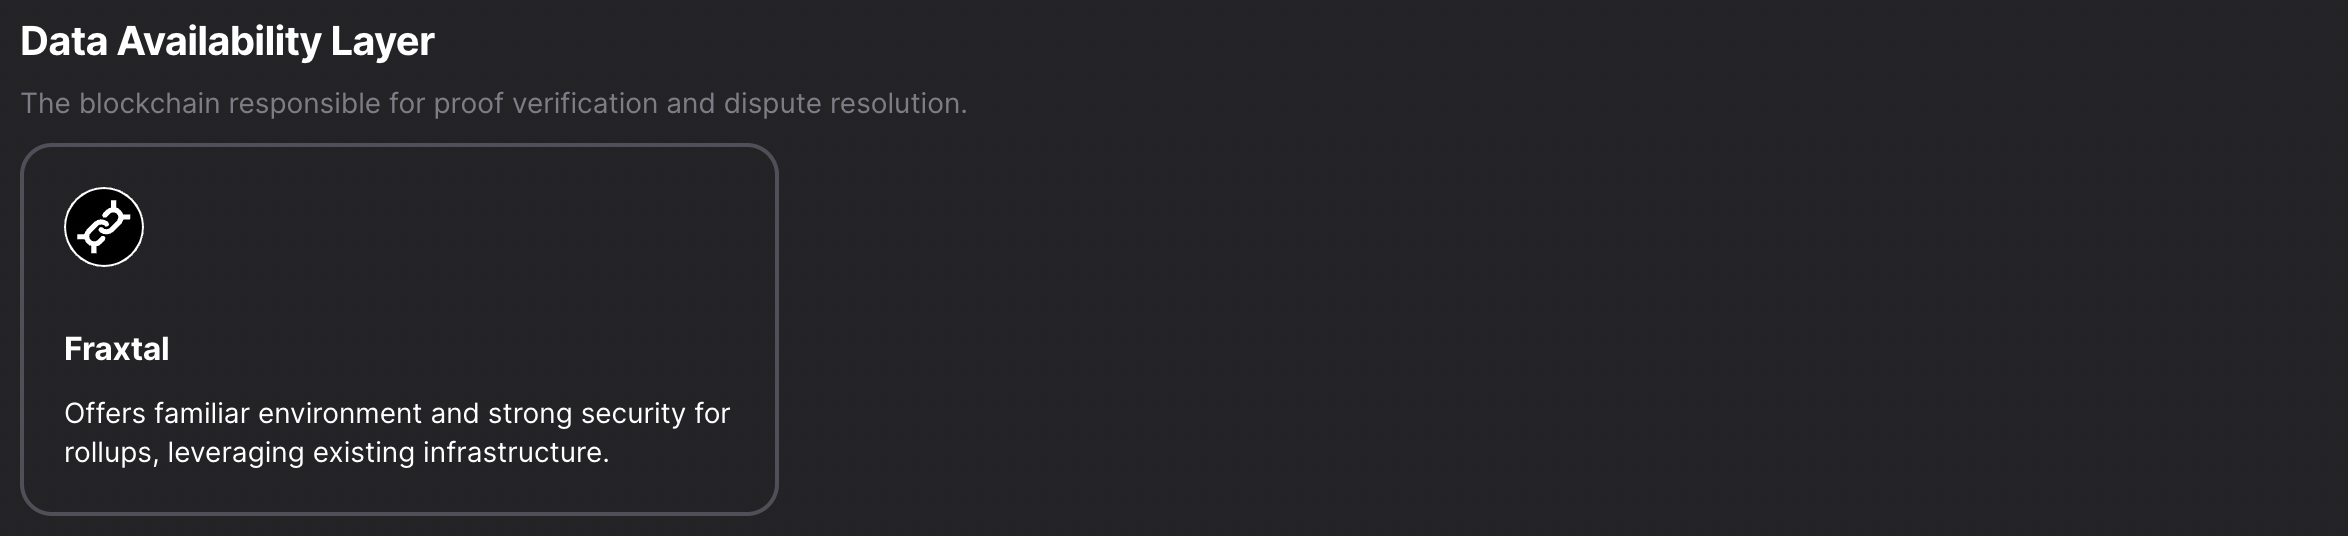 Data Availability Layer
The blockchain responsible for proof verification and dispute resolution.
Fraxtal
Offers familiar environment and strong security for
rollups, leveraging existing infrastructure.